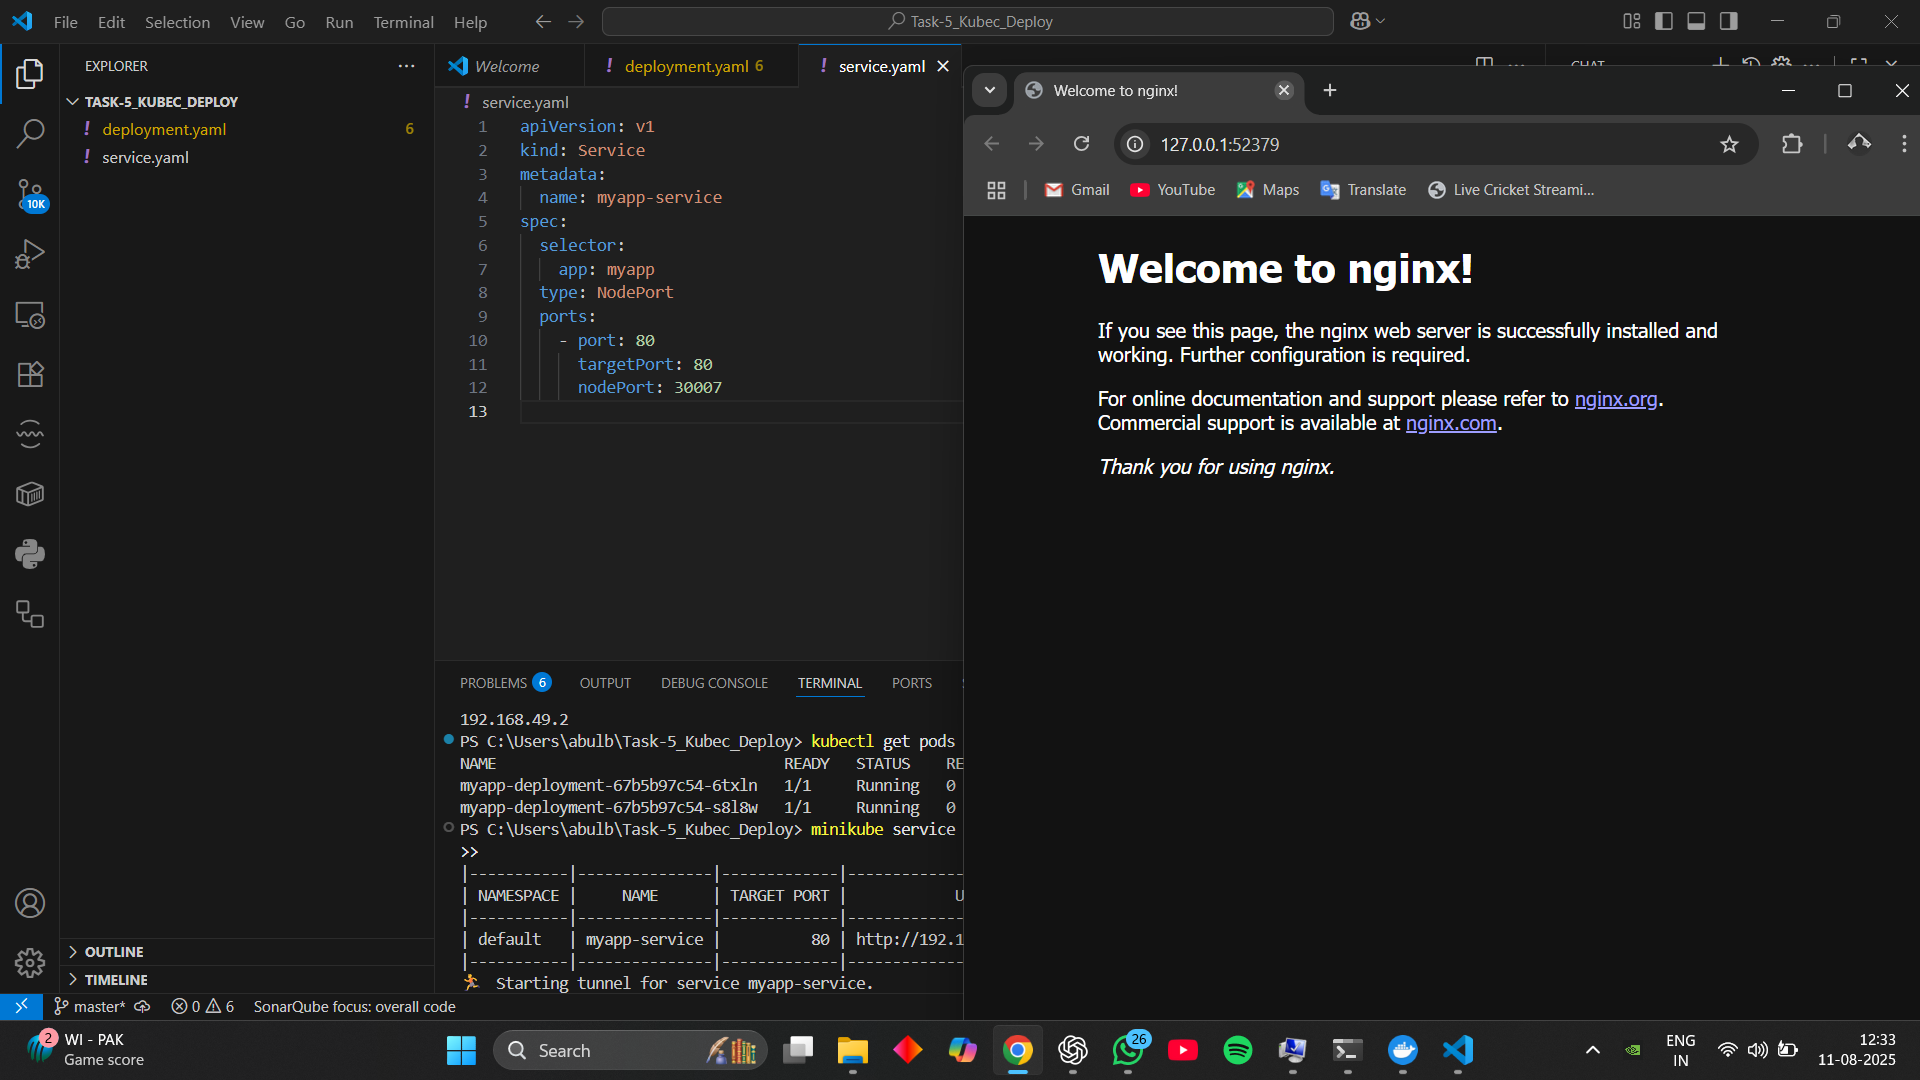 File Edit Selection View Go Run Terminal Help
Task-5_Kubec_Deploy
EXPLORER
TASK-5_KUBEC_DEPLOY
! deployment.yaml 6
! service.yaml
10K
OUTLINE
TIMELINE
Welcome
! deployment.yaml 6
! service.yaml
CHAT
! service.yaml
1 apiVersion: v1
2 kind: Service
3 metadata:
4 name: myapp-service
5 spec:
6 selector:
7 app: myapp
8 type: NodePort
9 ports:
10 - port: 80
11 targetPort: 80
12 nodePort: 30007
13
PROBLEMS 6 OUTPUT DEBUG CONSOLE TERMINAL PORTS
192.168.49.2
PS C:\Users\abulb\Task-5_Kubec_Deploy> kubectl get pods
NAME READY STATUS RE
myapp-deployment-67b5b97c54-6txln 1/1 Running 0
myapp-deployment-67b5b97c54-s8l8w 1/1 Running 0
PS C:\Users\abulb\Task-5_Kubec_Deploy> minikube service
>>
|-----------|---------------|-------------|------------
| NAMESPACE | NAME | TARGET PORT | U
|-----------|---------------|-------------|------------
| default | myapp-service | 80 | http://192.1
|-----------|---------------|-------------|------------
Starting tunnel for service myapp-service.
master* 0 6 SonarQube focus: overall code
Welcome to nginx!
127.0.0.1:52379
Gmail YouTube Maps Translate Live Cricket Streami...
Welcome to nginx!
If you see this page, the nginx web server is successfully installed and
working. Further configuration is required.
For online documentation and support please refer to nginx.org.
Commercial support is available at nginx.com.
Thank you for using nginx.
2
WI - PAK
Game score
Search
26
ENG
IN
12:33
11-08-2025